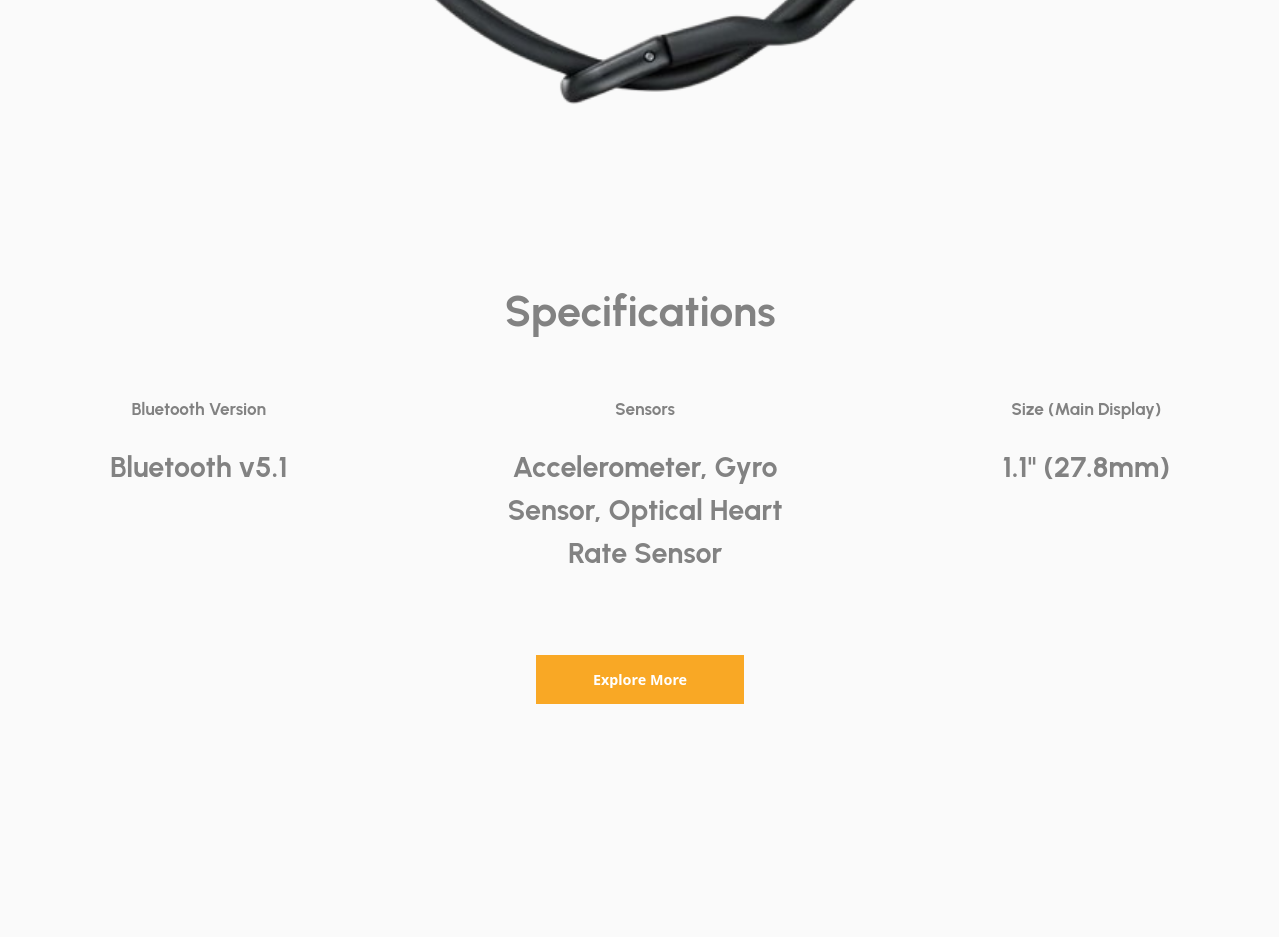 Specifications
Bluetooth Version
Sensors
Size (Main Display)
Bluetooth v5.1
Accelerometer, Gyro
Sensor, Optical Heart
Rate Sensor
1.1" (27.8mm)
Explore More